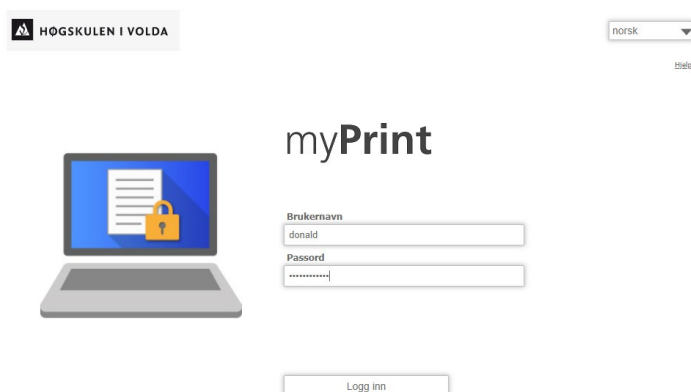 HØGSKULEN I VOLDA
norsk
Hjelp
myPrint
Brukernavn
donald
Passord
••••••••••••
Logg inn